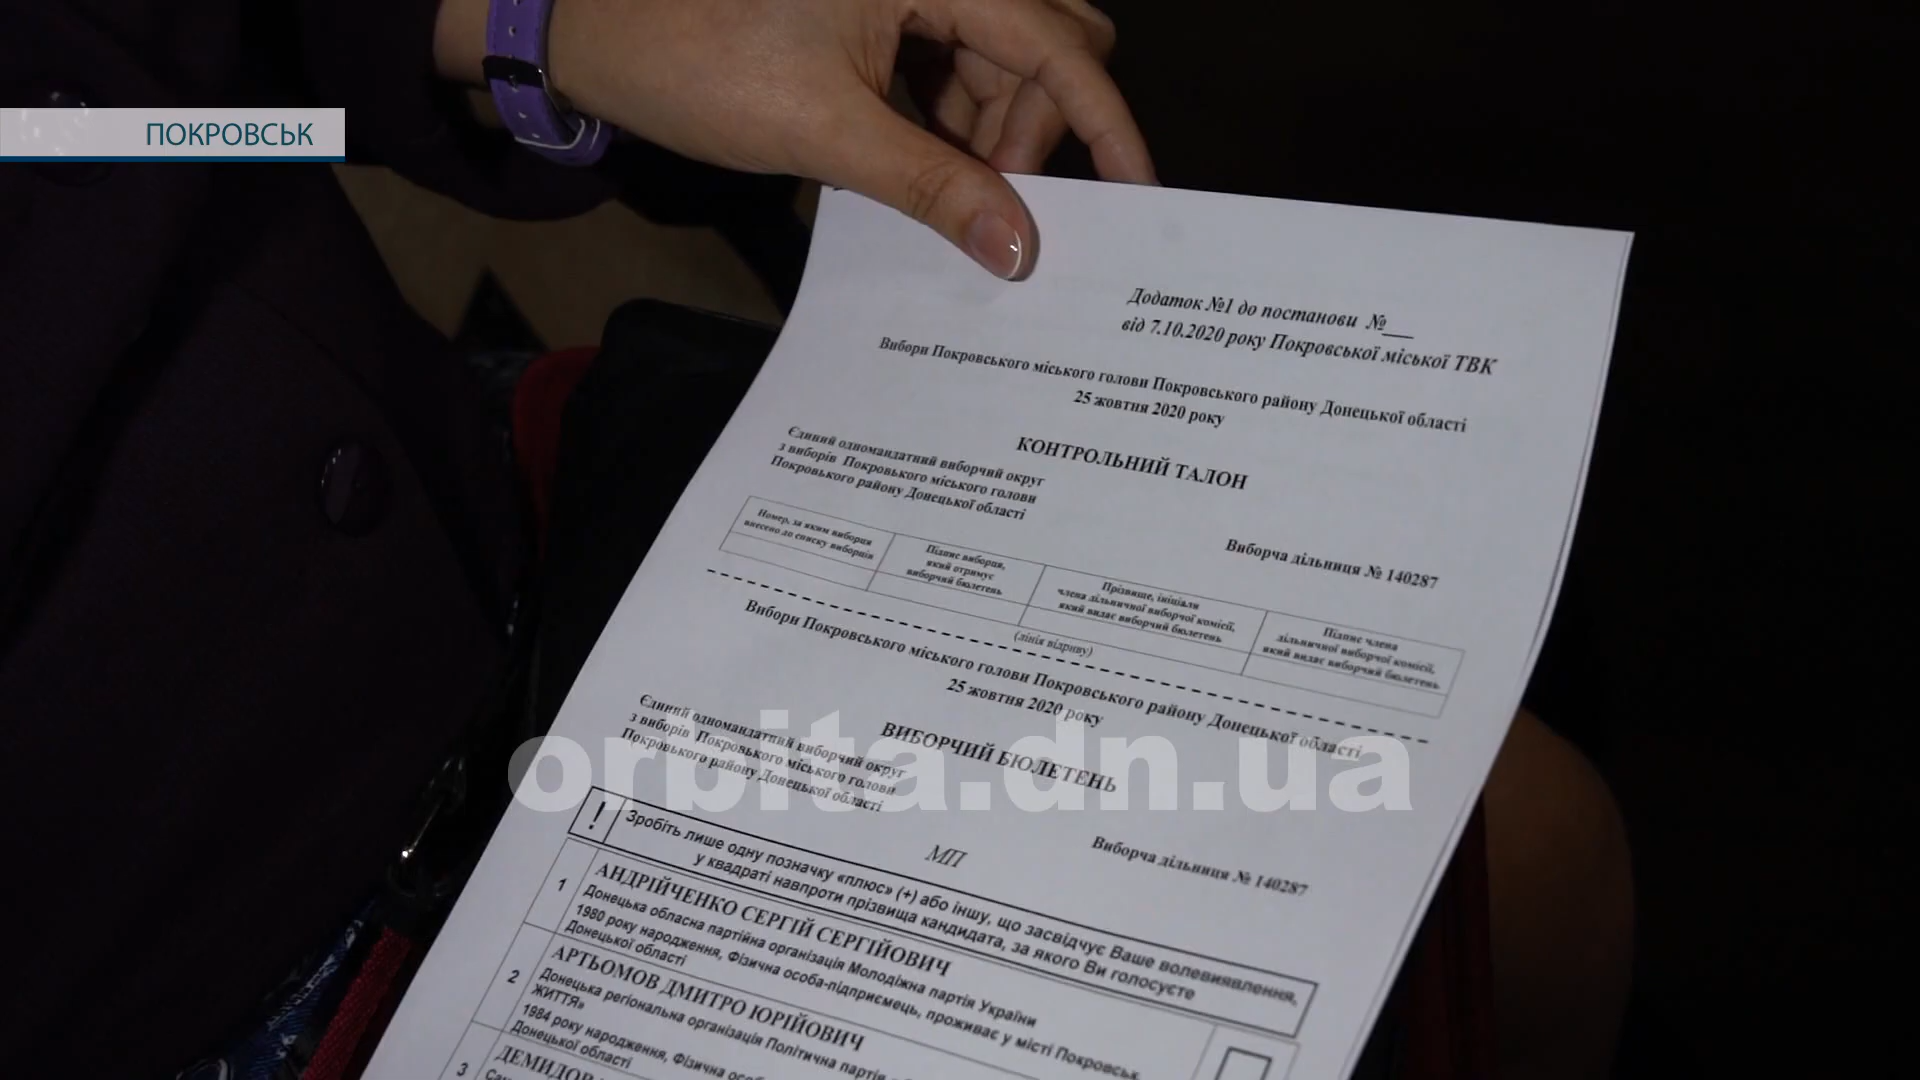 ПОКРОВСЬК
Додаток №1 до постанови №___
від 7.10.2020 року Покровської міської ТВК
Вибори Покровського міського голови Покровського району Донецької області
25 жовтня 2020 року
КОНТРОЛЬНИЙ ТАЛОН
Єдиний одномандатний виборчий округ
з виборів Покровького міського голови
Покровького району Донецької області
Виборча дільниця № 140287
Номер, за яким виборця
внесено до списку виборців
Підпис виборця,
який отримує
виборчий бюлетень
Прізвище, ініціали
члена дільничної виборчої комісії,
який видає виборчий бюлетень
Підпис члена
дільничної виборчої комісії,
який видає виборчий бюлетень
(лінія відриву)
Вибори Покровського міського голови Покровського району Донецької області
25 жовтня 2020 року
ВИБОРЧИЙ БЮЛЕТЕНЬ
Єдиний одномандатний виборчий округ
з виборів Покровького міського голови
Покровького району Донецької області
orbita.dn.ua
МП
Виборча дільниця № 140287
! Зробіть лише одну позначку «плюс» (+) або іншу, що засвідчує Ваше волевиявлення,
у квадраті навпроти прізвища кандидата, за якого Ви голосуєте
1 АНДРІЙЧЕНКО СЕРГІЙ СЕРГІЙОВИЧ
Донецька обласна партійна організація Молодіжна партія України
1980 року народження, Фізична особа-підприємець, проживає у місті Покровськ
Донецької області
2 АРТЬОМОВ ДМИТРО ЮРІЙОВИЧ
Донецька регіональна організація Політична партія
ЖИТТЯ»
1984 року народження, Фізична
Донецької області
3